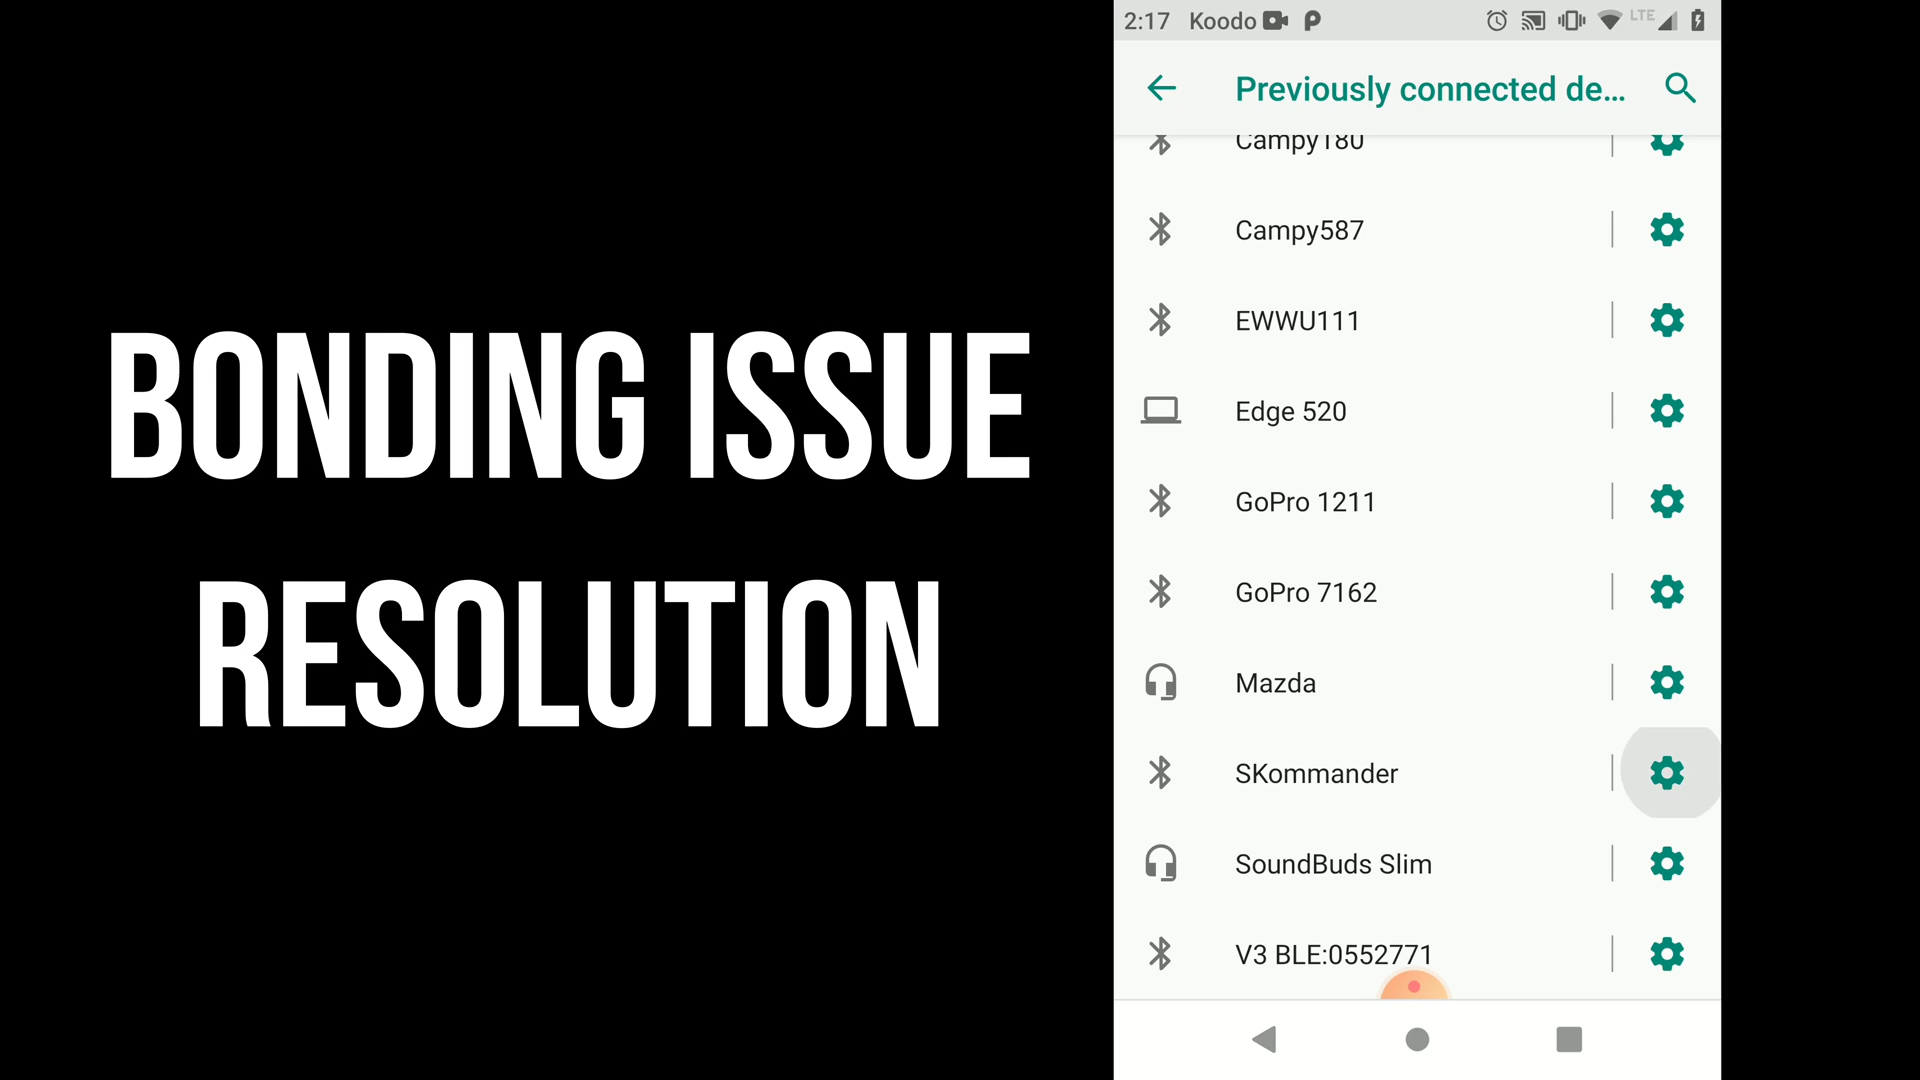 BONDING ISSUE
RESOLUTION
2:17 Koodo LTE
Previously connected de...
Campy180
Campy587
EWWU111
Edge 520
GoPro 1211
GoPro 7162
Mazda
SKommander
SoundBuds Slim
V3 BLE:0552771